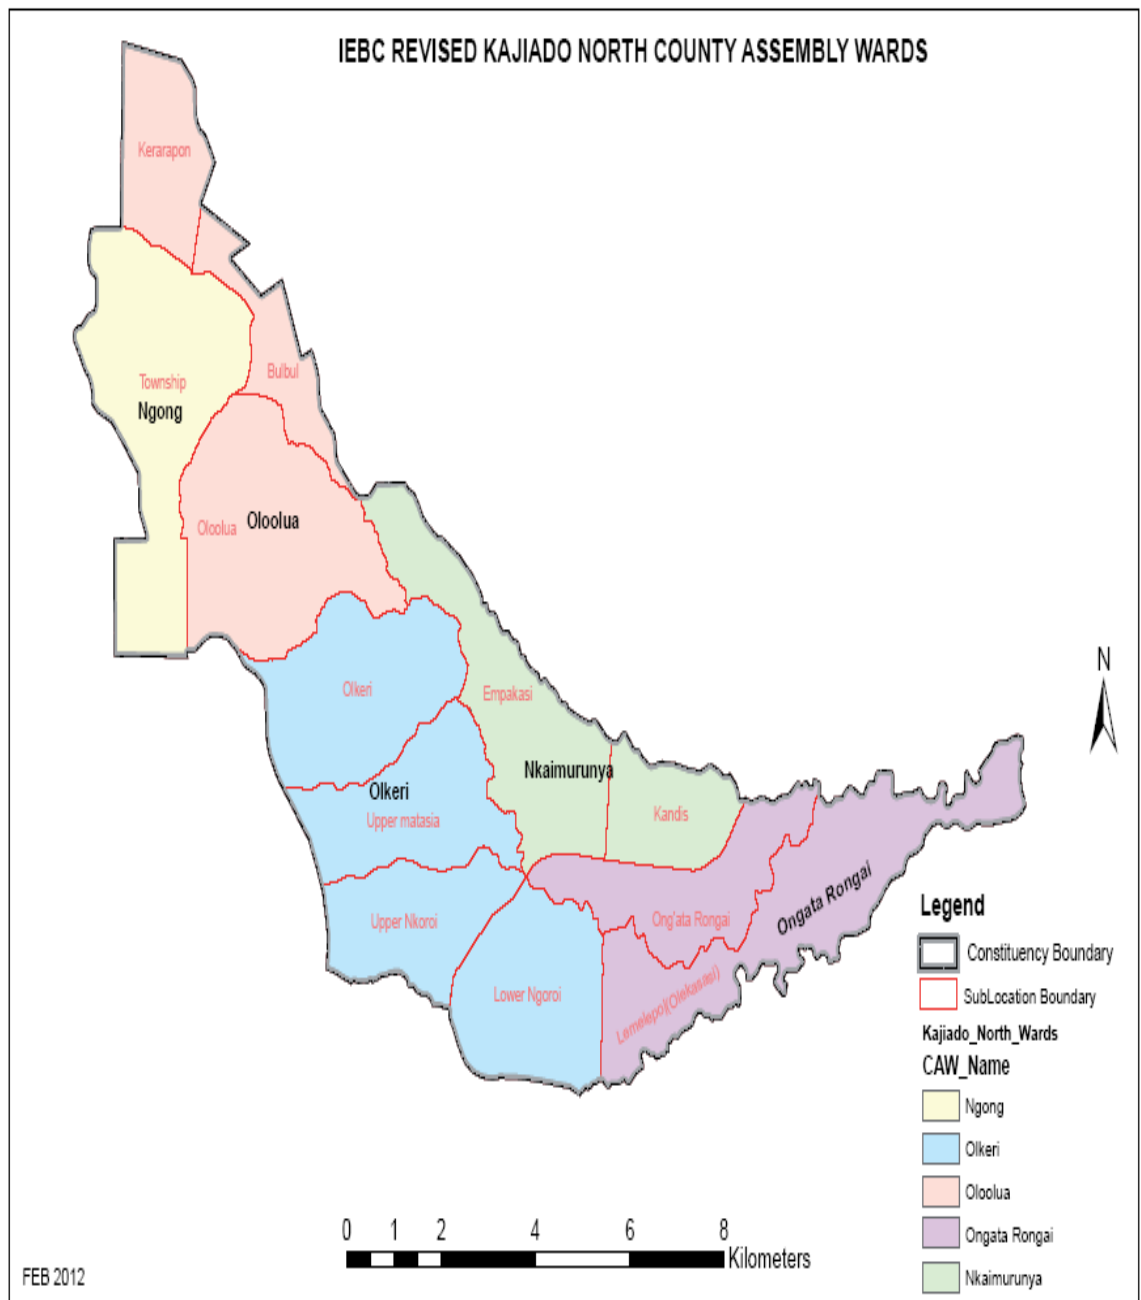 IEBC REVISED KAJIADO NORTH COUNTY ASSEMBLY WARDS
Kerarapon
Bulbul
Township
Ngong
Oloolua
Oloolua
N
Olkeri
Empakasi
Nkaimurunya
Olkeri
Upper matasia
Kandis
Upper Nkoroi
Ong'ata Rongai
Ongata Rongai
Lower Ngoroi
Lemelepo(Olekasasi)
Legend
Constituency Boundary
SubLocation Boundary
Kajiado_North_Wards
CAW_Name
Ngong
Olkeri
Oloolua
Ongata Rongai
Nkaimurunya
0 1 2 4 6 8
Kilometers
FEB 2012